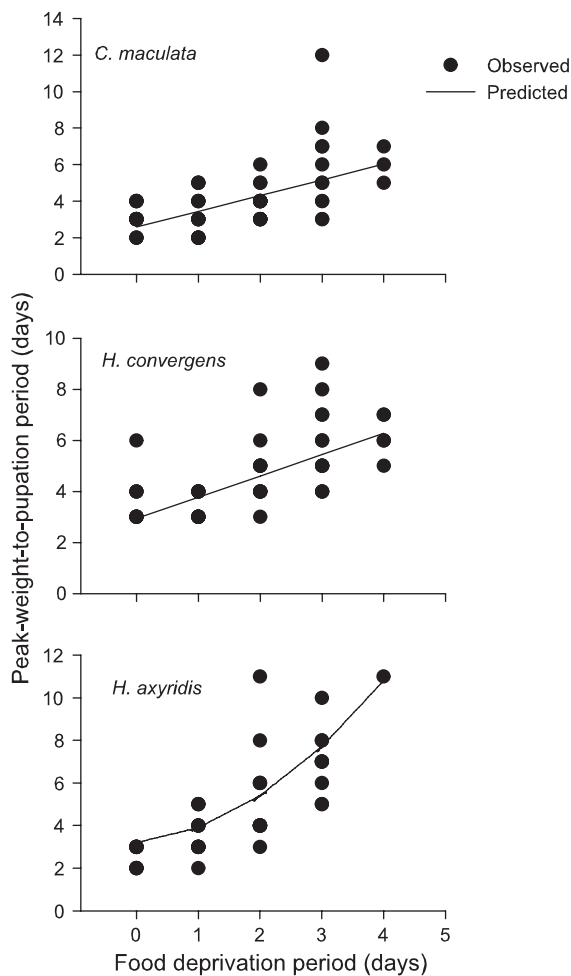 14
12
10
8
6
4
2
0
C. maculata
Observed
Predicted
10
8
6
4
2
0
H. convergens
Peak-weight-to-pupation period (days)
12
10
8
6
4
2
0
H. axyridis
0 1 2 3 4 5
Food deprivation period (days)